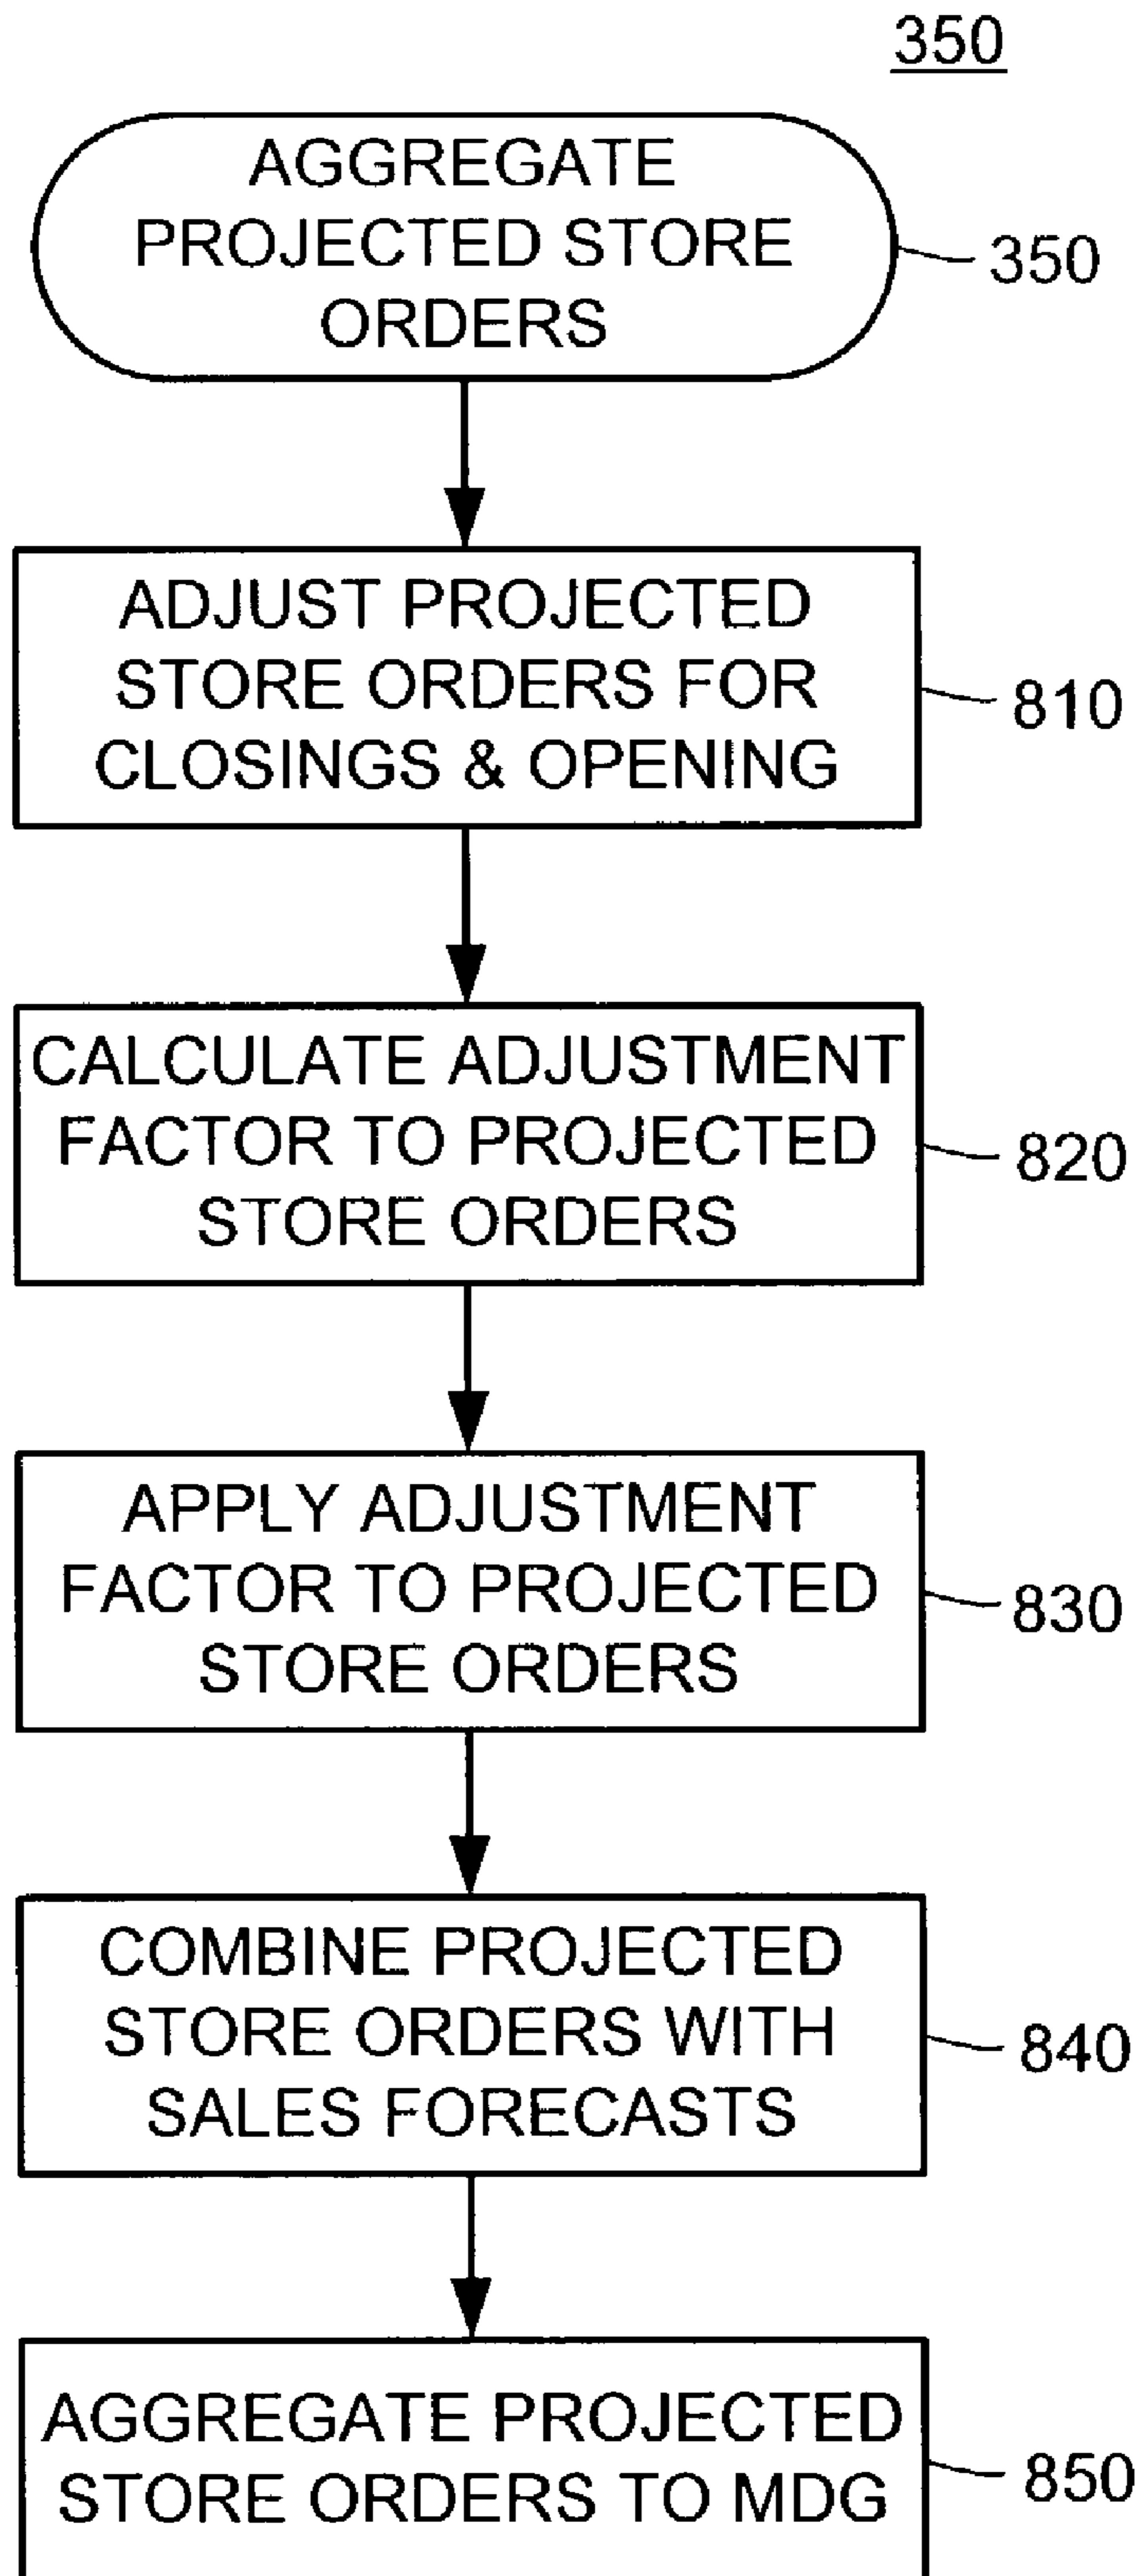 350
AGGREGATE
PROJECTED STORE
ORDERS
350
ADJUST PROJECTED
STORE ORDERS FOR
CLOSINGS & OPENING
810
CALCULATE ADJUSTMENT
FACTOR TO PROJECTED
STORE ORDERS
820
APPLY ADJUSTMENT
FACTOR TO PROJECTED
STORE ORDERS
830
COMBINE PROJECTED
STORE ORDERS WITH
SALES FORECASTS
840
AGGREGATE PROJECTED
STORE ORDERS TO MDG
850